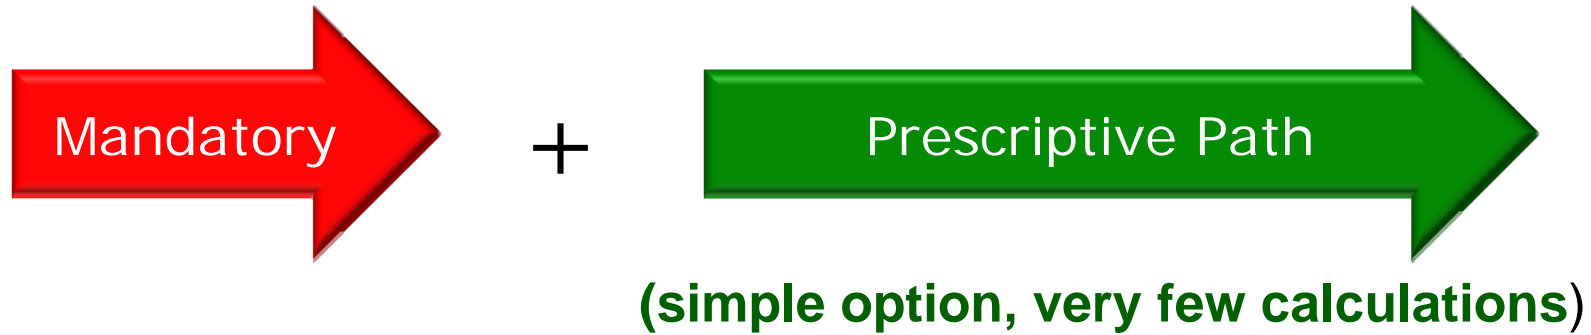 Mandatory + Prescriptive Path
(simple option, very few calculations)